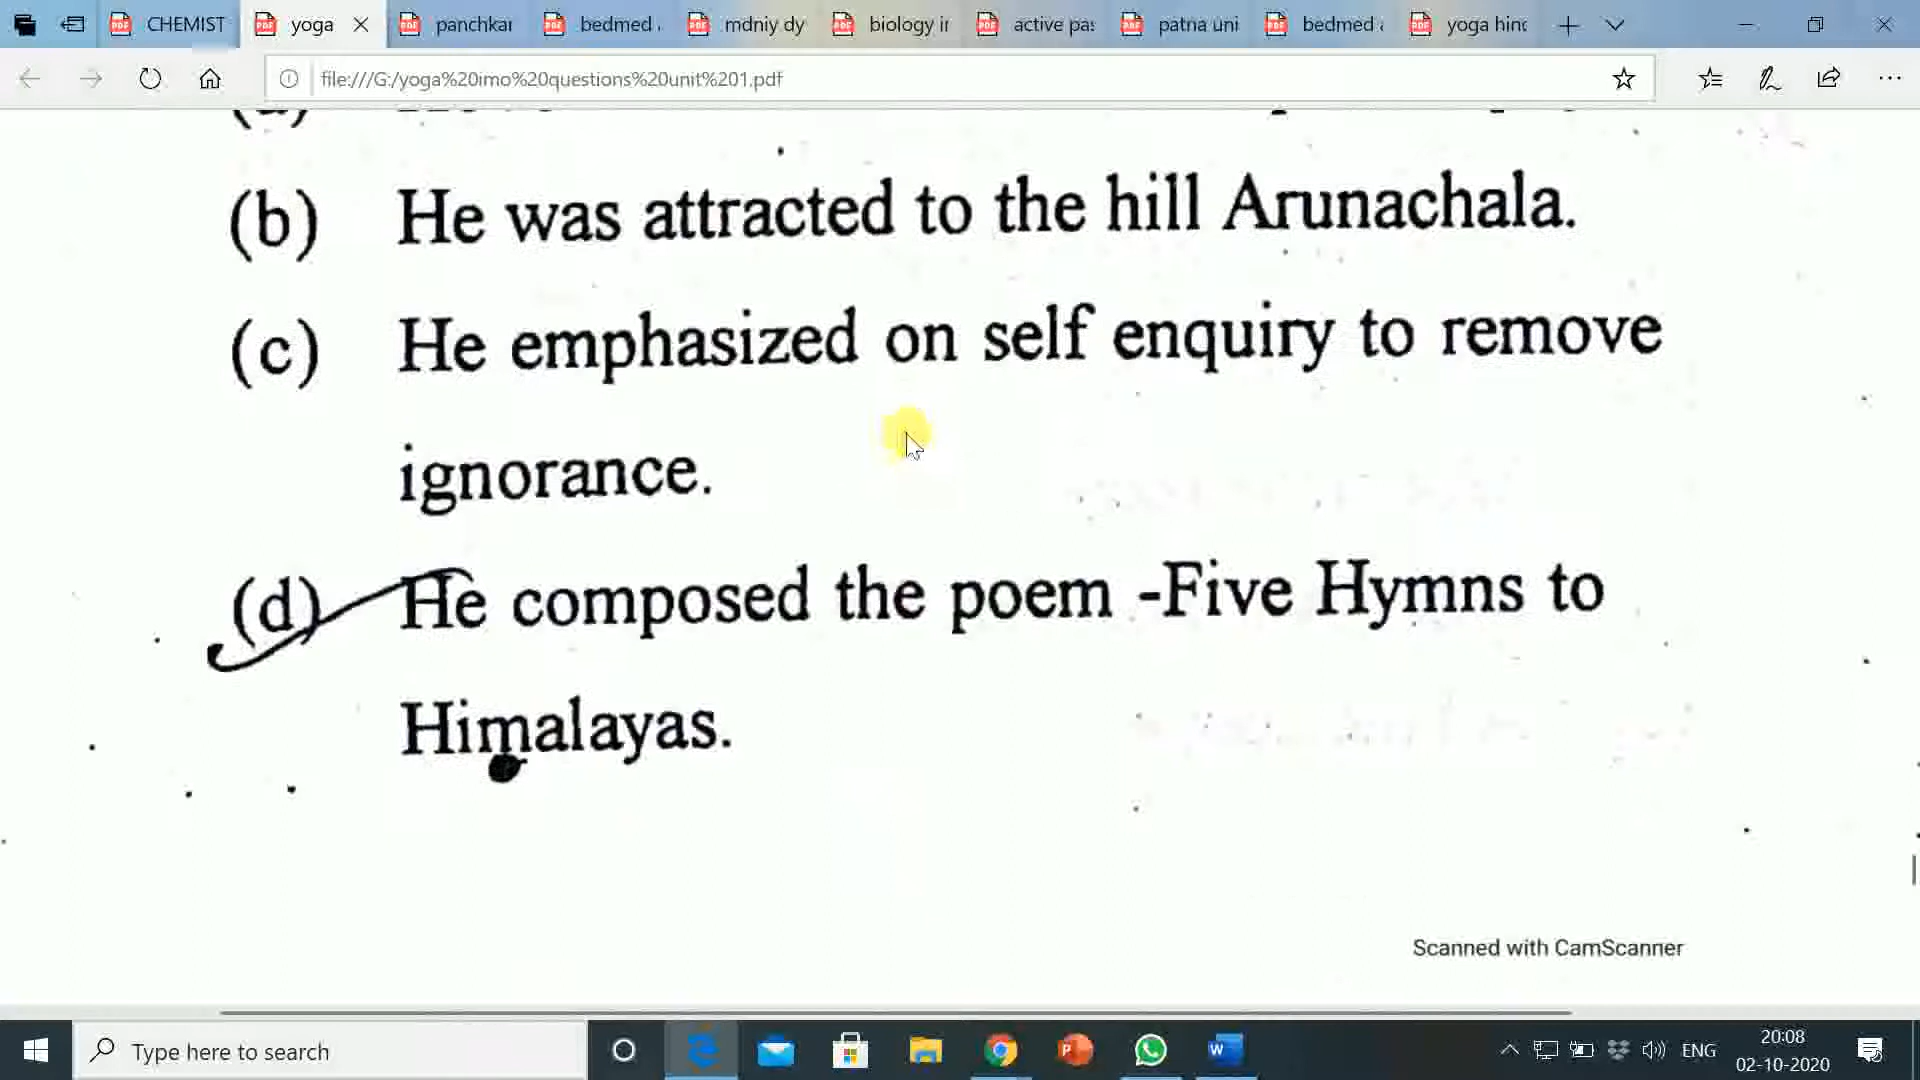 CHEMIST
yoga
panchkar
bedmed
mdniy dy
biology ir
active pas
patna uni
bedmed
yoga hind
file:///G:/yoga%20imo%20questions%20unit%201.pdf
(b) He was attracted to the hill Arunachala.
(c) He emphasized on self enquiry to remove
ignorance.
(d) He composed the poem -Five Hymns to
Himalayas.
Scanned with CamScanner
Type here to search
ENG
20:08
02-10-2020